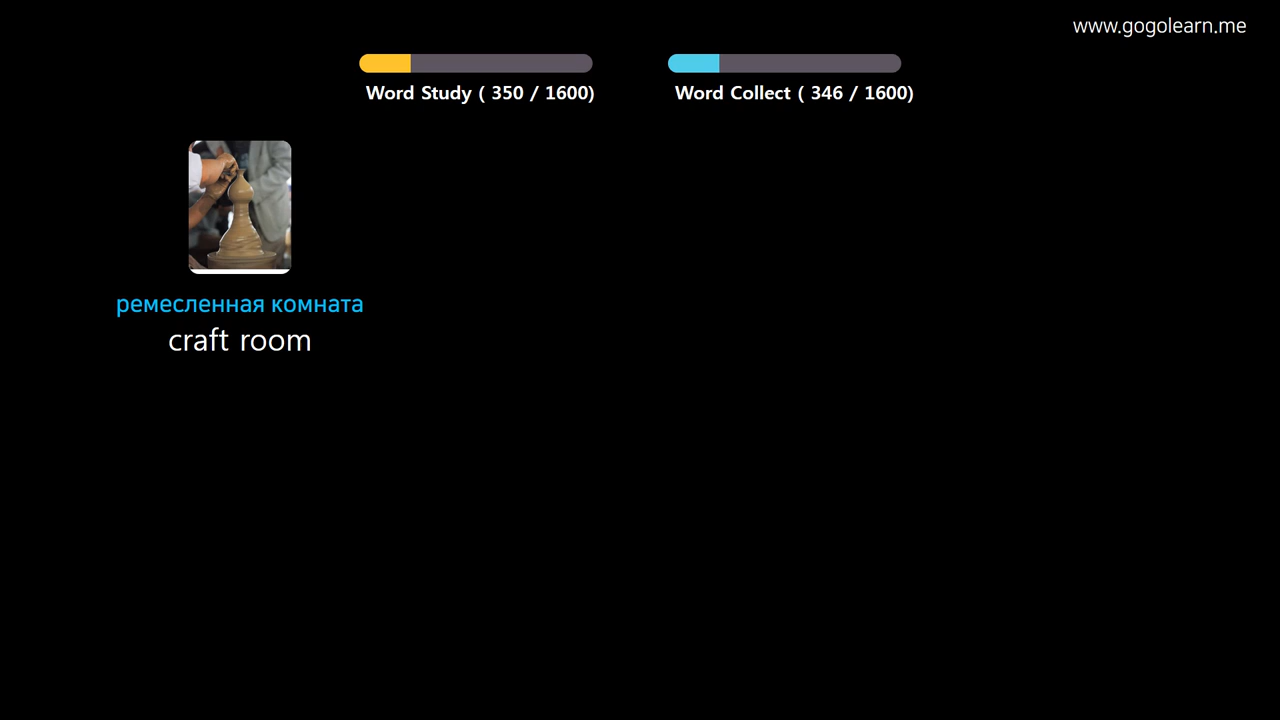 www.gogolearn.me
Word Study ( 350 / 1600)
Word Collect ( 346 / 1600)
ремесленная комната
craft room